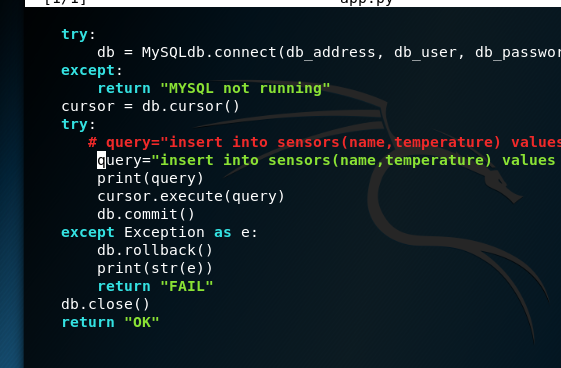 [1/1] app.py
try:
db = MySQLdb.connect(db_address, db_user, db_passwor
except:
return "MYSQL not running"
cursor = db.cursor()
try:
# query="insert into sensors(name,temperature) values
query="insert into sensors(name,temperature) values
print(query)
cursor.execute(query)
db.commit()
except Exception as e:
db.rollback()
print(str(e))
return "FAIL"
db.close()
return "OK"